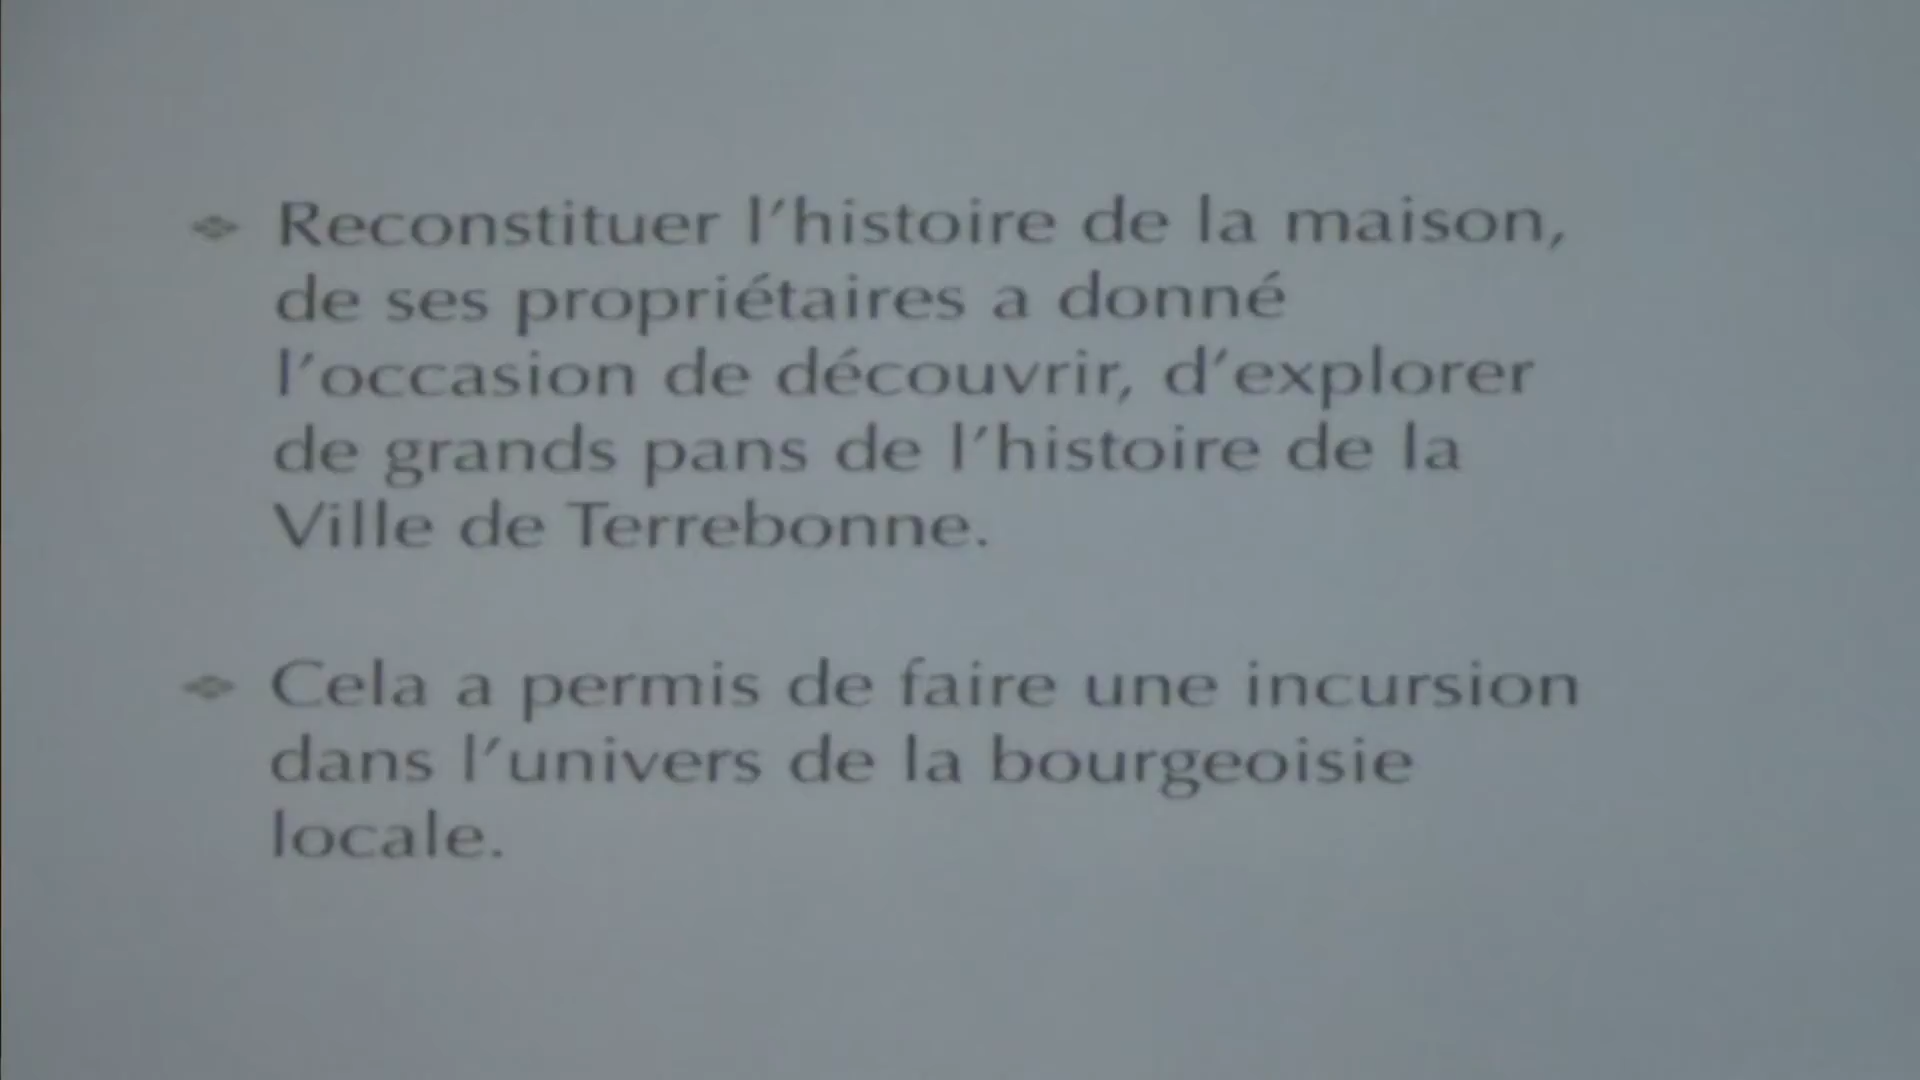 Reconstituer l’histoire de la maison,
de ses propriétaires a donné
l’occasion de découvrir, d’explorer
de grands pans de l’histoire de la
Ville de Terrebonne.
Cela a permis de faire une incursion
dans l’univers de la bourgeoisie
locale.